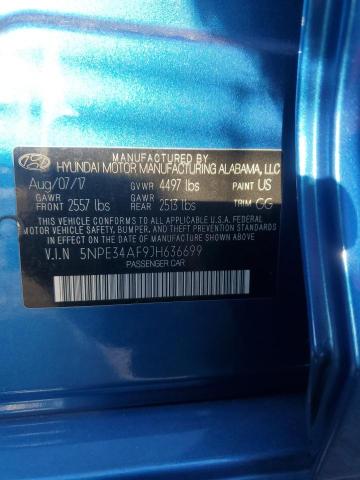 MANUFACTURED BY
HYUNDAI MOTOR MANUFACTURING ALABAMA, LLC
Aug/07/17 GVWR 4497 lbs PAINT US
GAWR FRONT 2557 lbs GAWR REAR 2513 lbs TRIM GG
THIS VEHICLE CONFORMS TO ALL APPLICABLE U.S. FEDERAL
MOTOR VEHICLE SAFETY, BUMPER, AND THEFT PREVENTION
STANDARDS IN EFFECT ON THE DATE OF MANUFACTURE SHOWN ABOVE.
V.I.N 5NPE34AF9JH636699
PASSENGER CAR